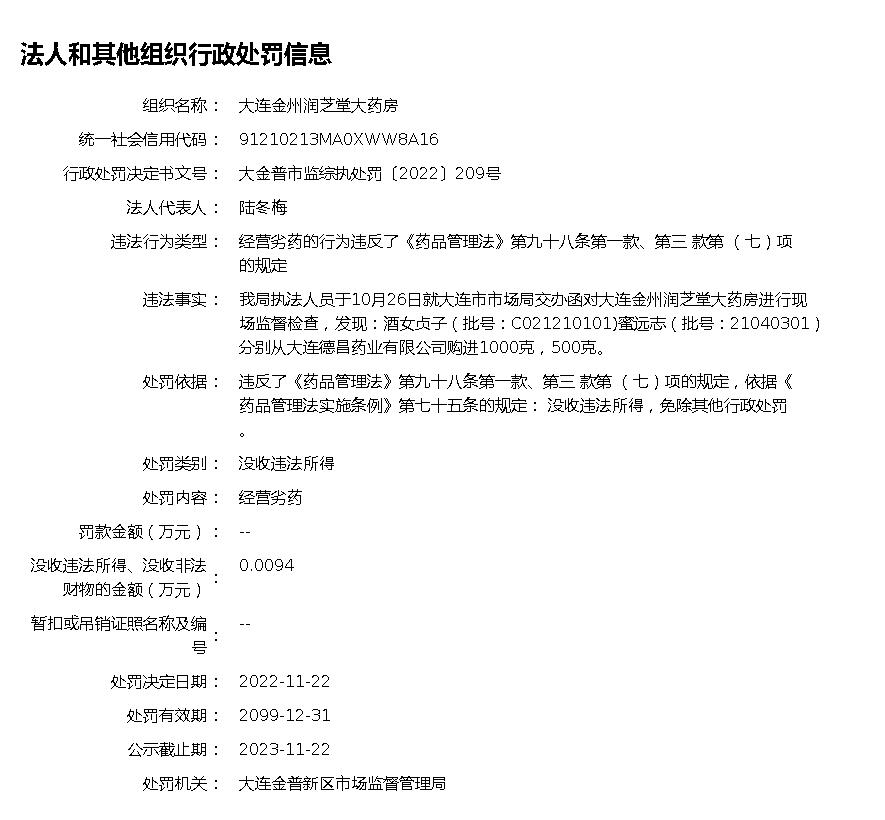 法人和其他组织行政处罚信息
组织名称： 大连金州润芝堂大药房
统一社会信用代码： 91210213MA0XWW8A16
行政处罚决定书文号： 大金普市监综执处罚〔2022〕209号
法人代表人： 陆冬梅
违法行为类型： 经营劣药的行为违反了《药品管理法》第九十八条第一款、第三 款第 （七）项
的规定
违法事实： 我局执法人员于10月26日就大连市市场局交办函对大连金州润芝堂大药房进行现
场监督检查，发现：酒女贞子（批号：C021210101)蜜远志（批号：21040301）
分别从大连德昌药业有限公司购进1000克，500克。
处罚依据： 违反了《药品管理法》第九十八条第一款、第三 款第 （七）项的规定，依据《
药品管理法实施条例》第七十五条的规定： 没收违法所得，免除其他行政处罚
。
处罚类别： 没收违法所得
处罚内容： 经营劣药
罚款金额（万元）： --
没收违法所得、没收非法
财物的金额（万元）： 0.0094
暂扣或吊销证照名称及编
号： --
处罚决定日期： 2022-11-22
处罚有效期： 2099-12-31
公示截止期： 2023-11-22
处罚机关： 大连金普新区市场监督管理局